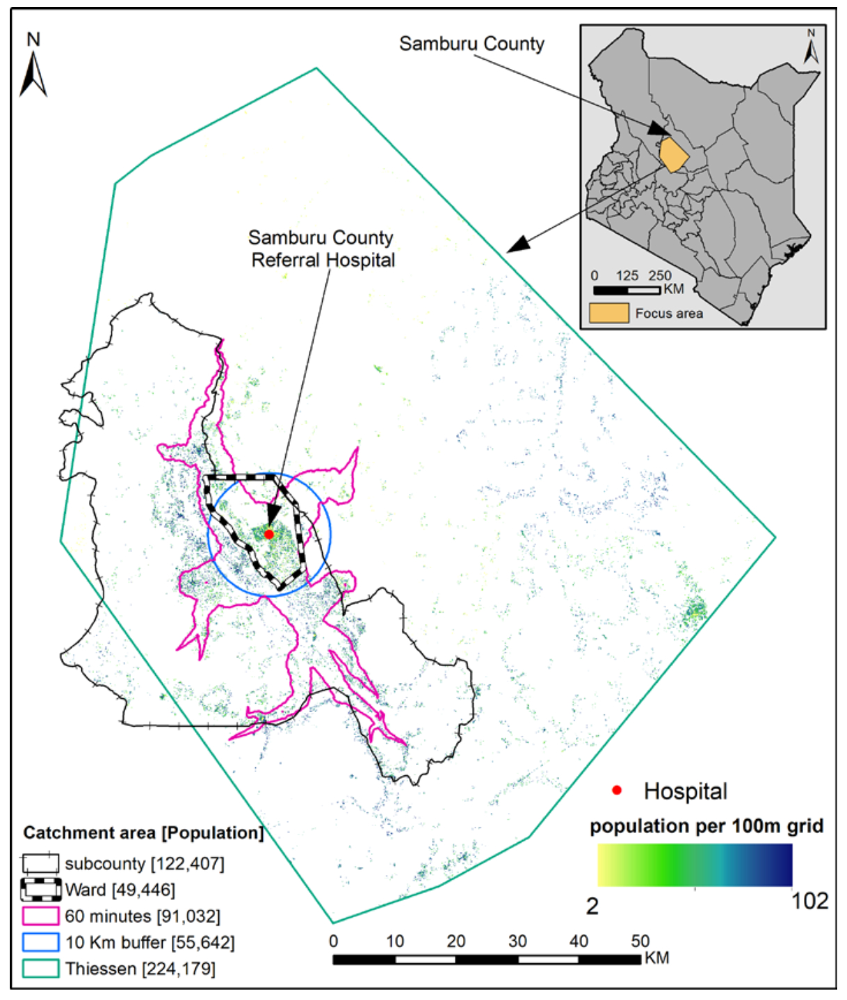 N
Samburu County
N
Samburu County
Referral Hospital
0 125 250
KM
Focus area
Hospital
population per 100m grid
2
102
Catchment area [Population]
subcounty [122,407]
Ward [49,446]
60 minutes [91,032]
10 Km buffer [55,642]
Thiessen [224,179]
0 10 20 30 40 50
KM